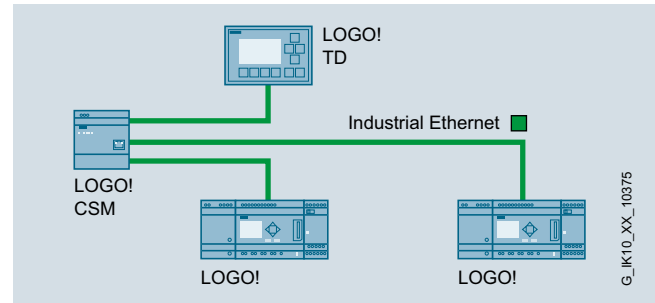 LOGO!
TD
Industrial Ethernet
LOGO!
CSM
LOGO!
LOGO!
G_IK10_XX_10375